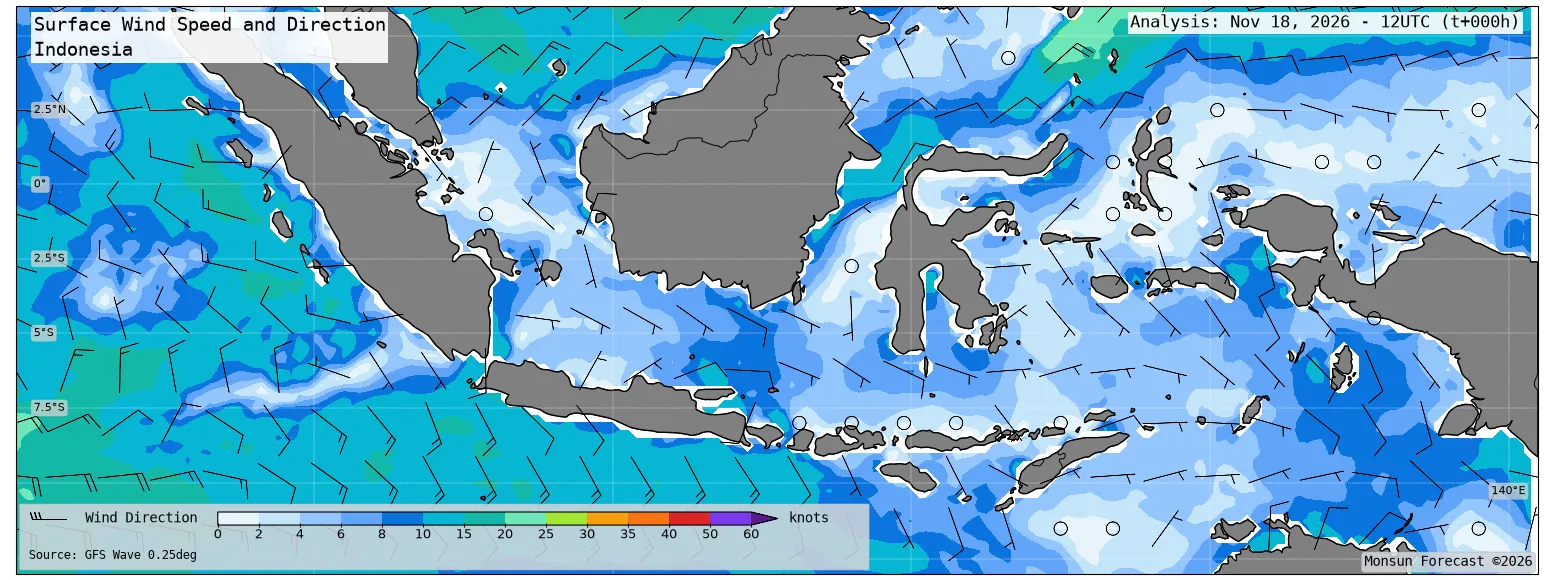 Surface Wind Speed and Direction
Indonesia
Analysis: Nov 18, 2026 - 12UTC (t+000h)
2.5°N
0°
2.5°S
5°S
7.5°S
140°E
Wind Direction
0 2 4 6 8 10 15 20 25 30 35 40 50 60
knots
Source: GFS Wave 0.25deg
Monsun Forecast ©2026